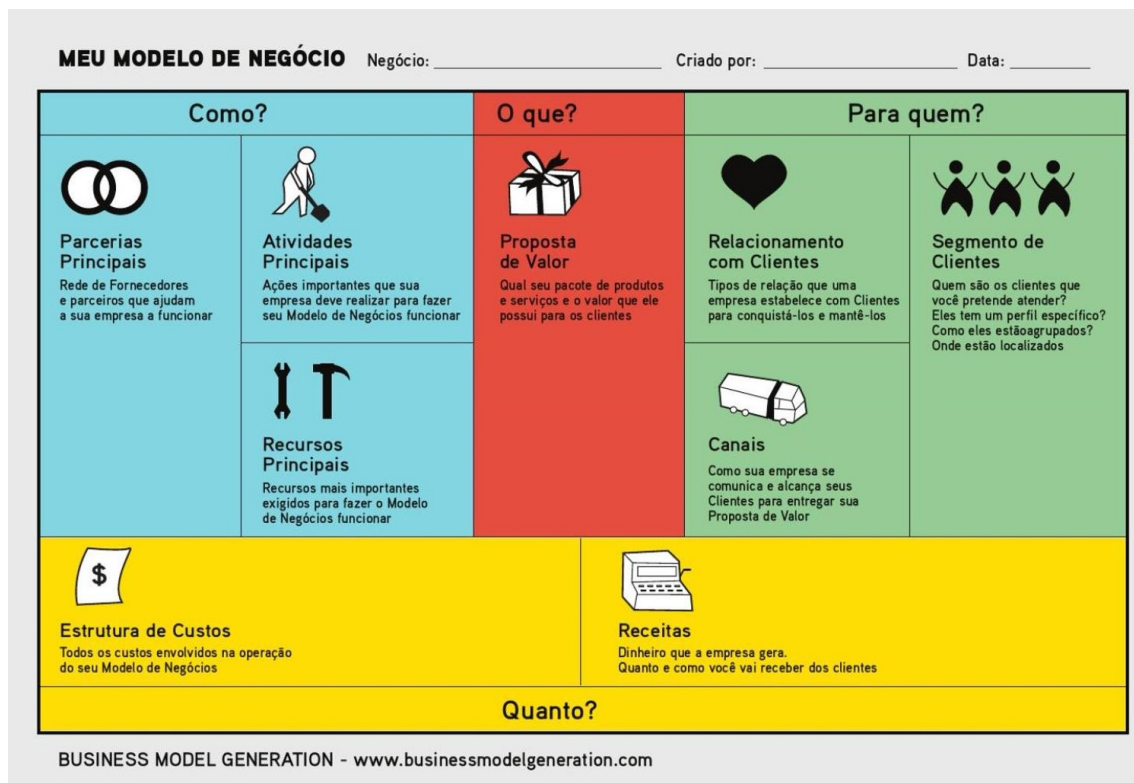 MEU MODELO DE NEGÓCIO Negócio: Criado por: Data:
Como?
O que?
Para quem?
Parcerias
Principais
Rede de Fornecedores
e parceiros que ajudam
a sua empresa a funcionar
Atividades
Principais
Ações importantes que sua
empresa deve realizar para fazer
seu Modelo de Negócios funcionar
Recursos
Principais
Recursos mais importantes
exigidos para fazer o Modelo
de Negócios funcionar
Proposta
de Valor
Qual seu pacote de produtos
e serviços e o valor que ele
possui para os clientes
Relacionamento
com Clientes
Tipos de relação que uma
empresa estabelece com Clientes
para conquistá-los e mantê-los
Canais
Como sua empresa se
comunica e alcança seus
Clientes para entregar sua
Proposta de Valor
Segmento de
Clientes
Quem são os clientes que
você pretende atender?
Eles tem um perfil específico?
Como eles estãoagrupados?
Onde estão localizados
$
Estrutura de Custos
Todos os custos envolvidos na operação
do seu Modelo de Negócios
Receitas
Dinheiro que a empresa gera.
Quanto e como você vai receber dos clientes
Quanto?
BUSINESS MODEL GENERATION - www.businessmodelgeneration.com